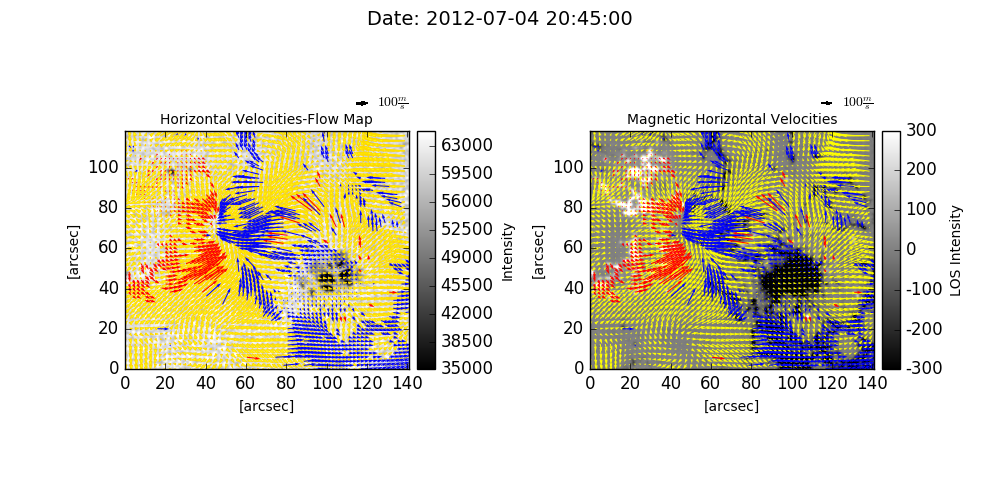 Date: 2012-07-04 20:45:00
100 m/s
100 m/s
Horizontal Velocities-Flow Map
Magnetic Horizontal Velocities
100
80
60
40
20
0
[arcsec]
0 20 40 60 80 100 120 140
[arcsec]
63000
59500
56000
52500
49000
45500
42000
38500
35000
Intensity
100
80
60
40
20
0
[arcsec]
0 20 40 60 80 100 120 140
[arcsec]
300
200
100
0
-100
-200
-300
LOS Intensity